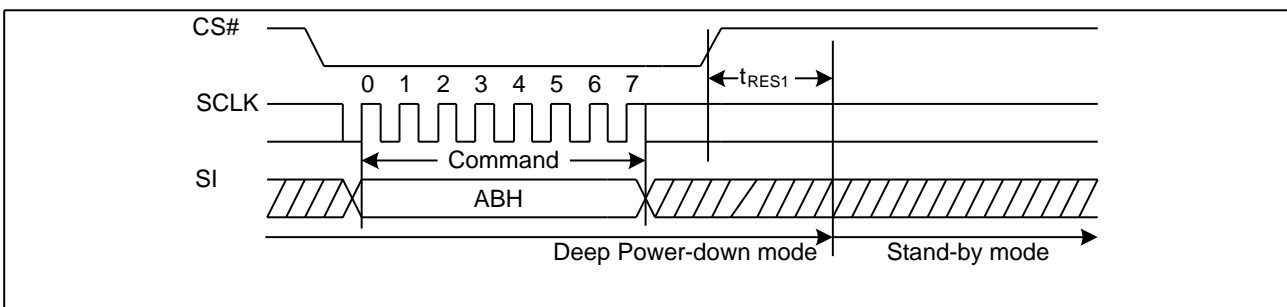 CS#
tRES1
0 1 2 3 4 5 6 7
SCLK
Command
SI
ABH
Deep Power-down mode Stand-by mode